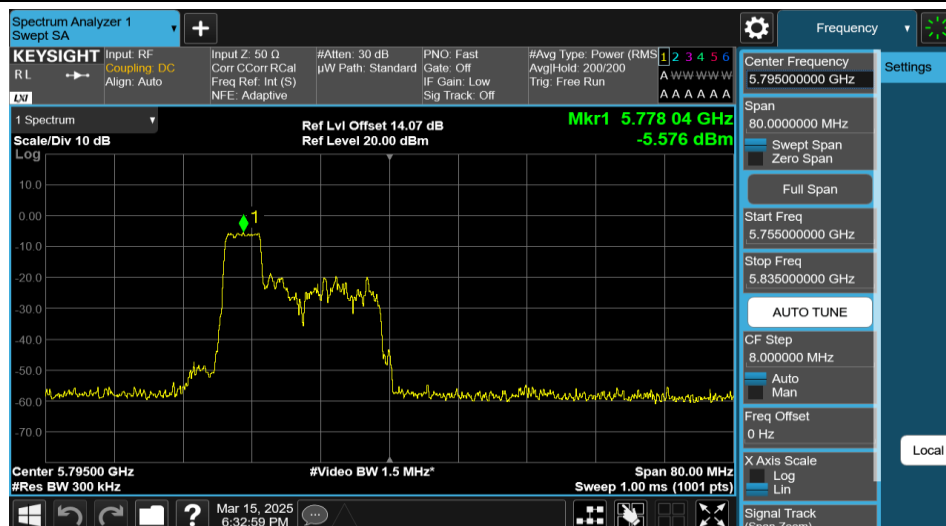 Spectrum Analyzer 1
Swept SA
+
Frequency
KEYSIGHT
R L
LXI
Input: RF
Coupling: DC
Align: Auto
Input Z: 50 Ω
Corr CCorr RCal
Freq Ref: Int (S)
NFE: Adaptive
#Atten: 30 dB
µW Path: Standard
PNO: Fast
Gate: Off
IF Gain: Low
Sig Track: Off
#Avg Type: Power (RMS
Avg|Hold: 200/200
Trig: Free Run
1 2 3 4 5 6
A W W W W W
A A A A A A
1 Spectrum
Scale/Div 10 dB
Ref Lvl Offset 14.07 dB
Ref Level 20.00 dBm
Mkr1 5.778 04 GHz
-5.576 dBm
Log
10.0
0.00
-10.0
-20.0
-30.0
-40.0
-50.0
-60.0
-70.0
1
Center 5.79500 GHz
#Res BW 300 kHz
#Video BW 1.5 MHz*
Span 80.00 MHz
Sweep 1.00 ms (1001 pts)
Center Frequency
5.795000000 GHz
Span
80.0000000 MHz
Swept Span
Zero Span
Full Span
Start Freq
5.755000000 GHz
Stop Freq
5.835000000 GHz
AUTO TUNE
CF Step
8.000000 MHz
Auto
Man
Freq Offset
0 Hz
X Axis Scale
Log
Lin
Signal Track
(Span Zoom)
Settings
Local
?
Mar 15, 2025
6:32:59 PM